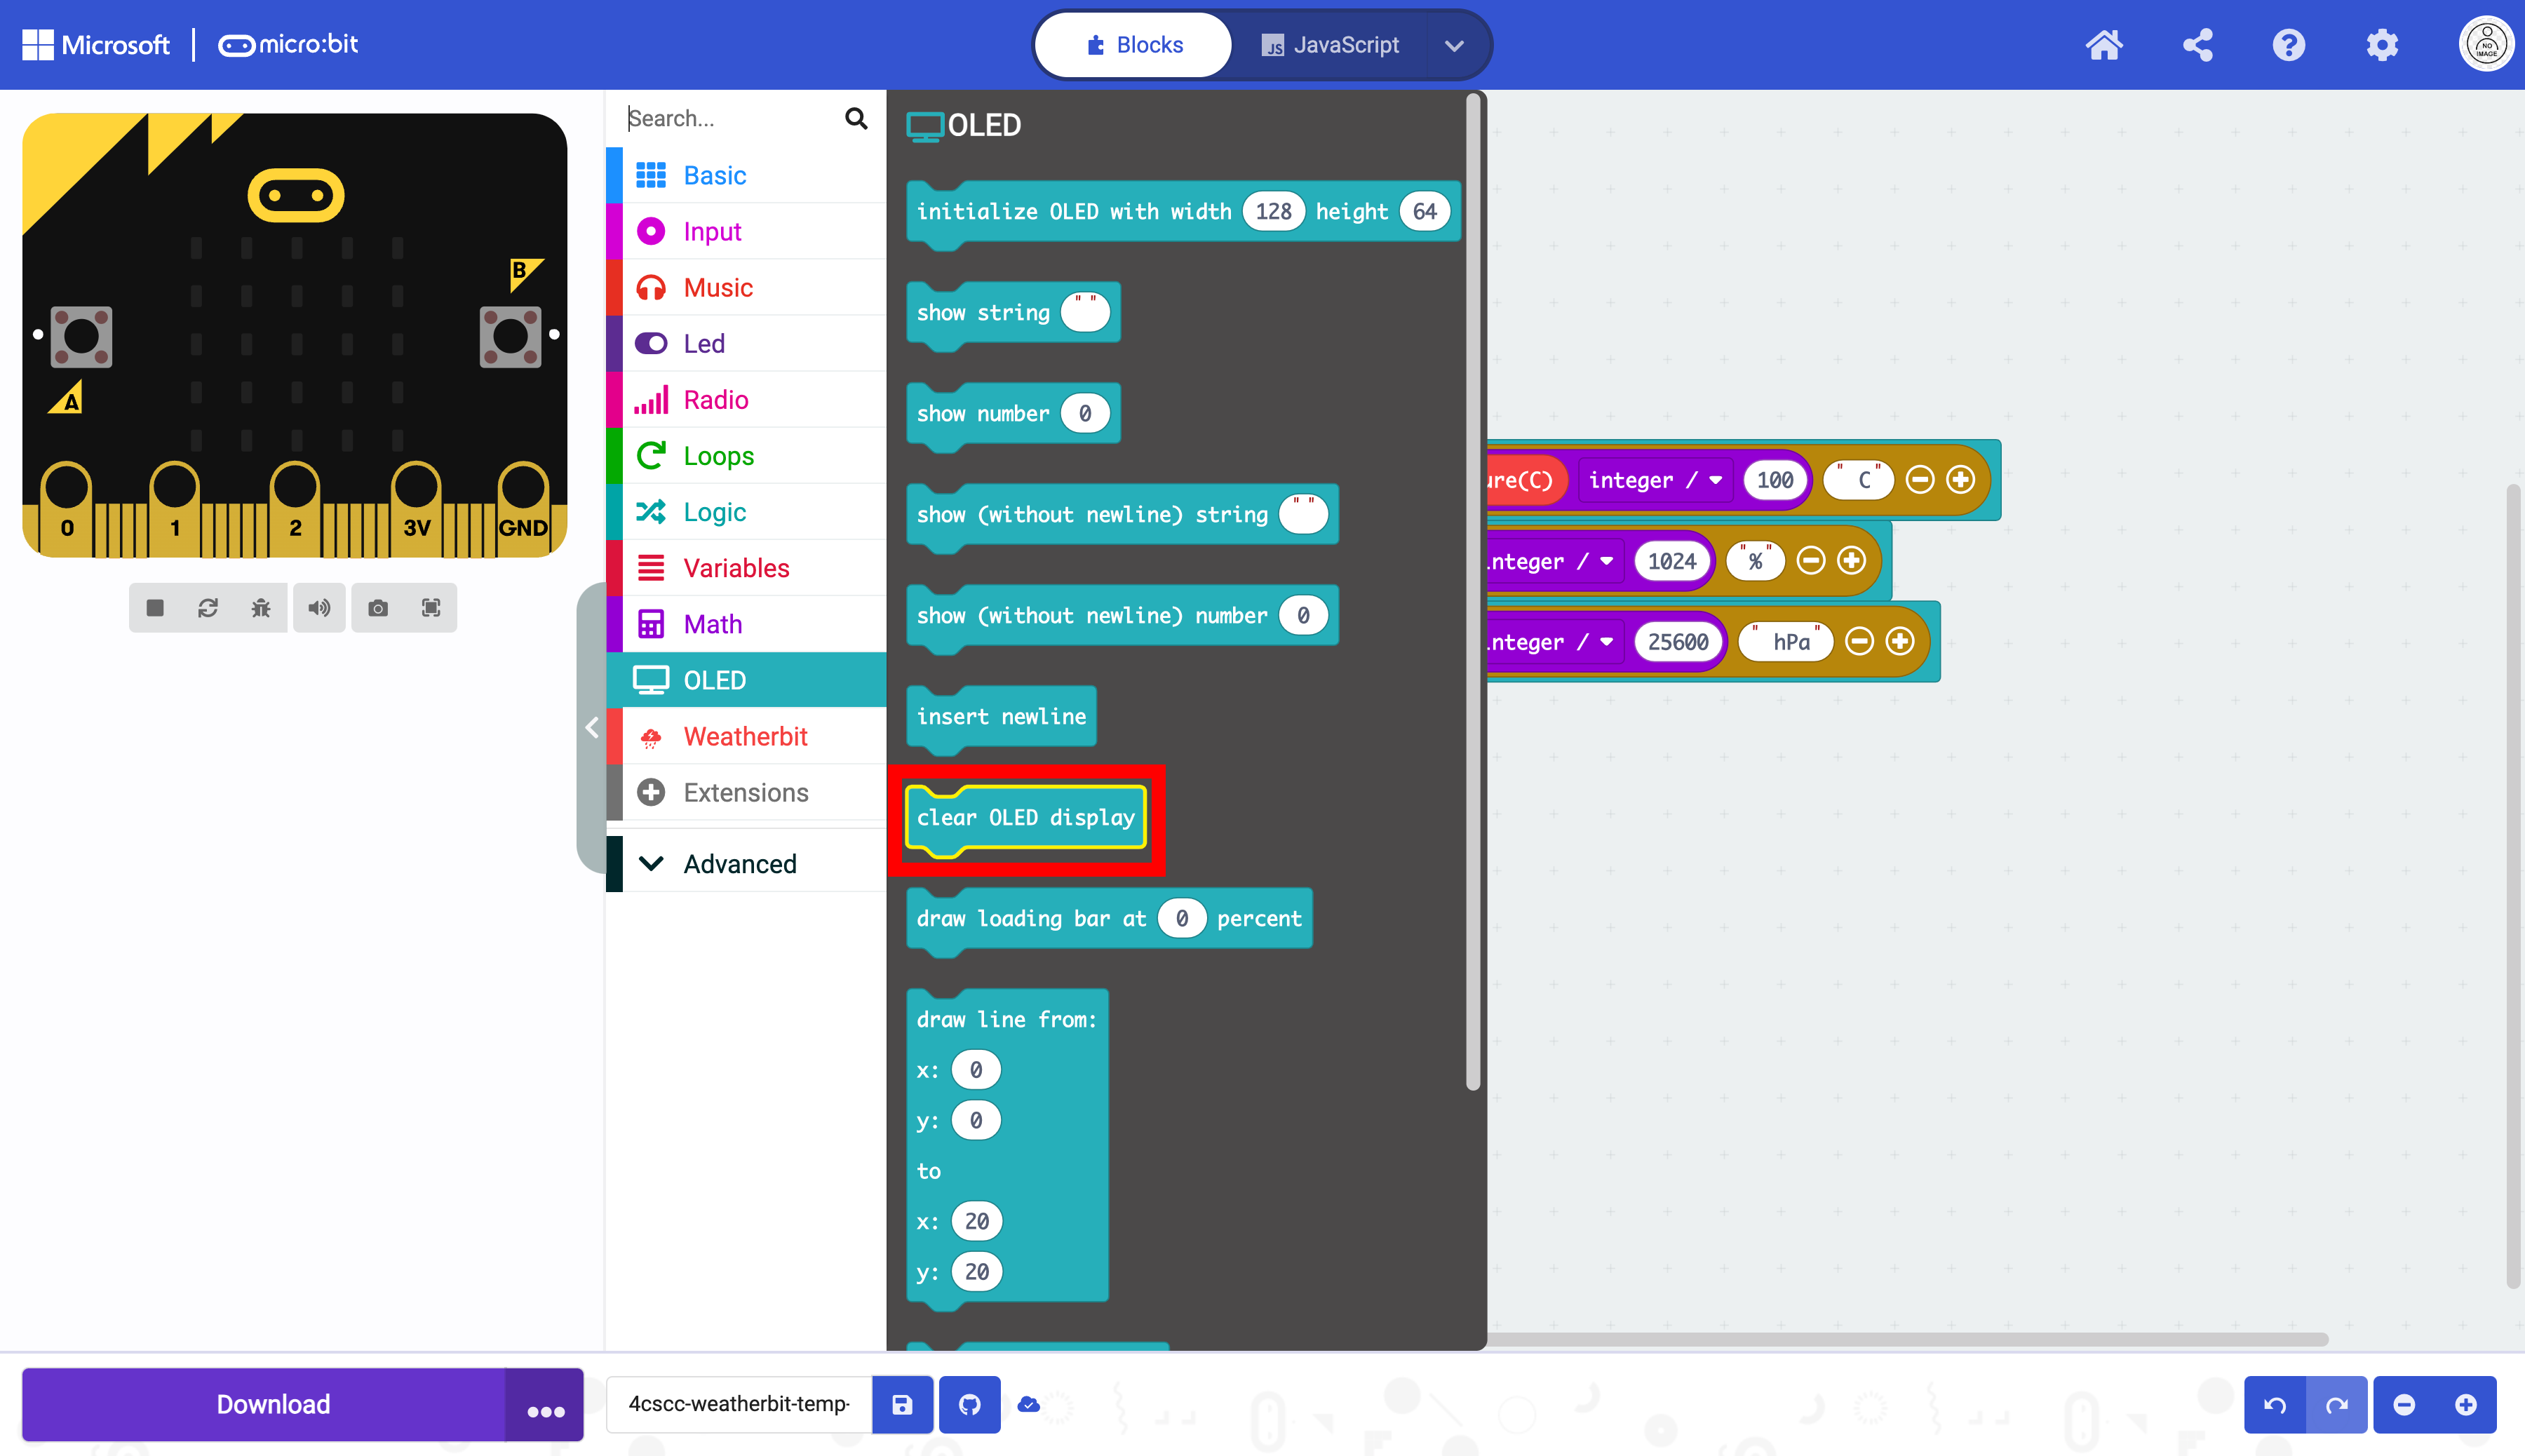 Microsoft | micro:bit
Blocks
JavaScript
NO
IMAGE
Search...
Basic
Input
Music
Led
Radio
Loops
Logic
Variables
Math
OLED
Weatherbit
Extensions
Advanced
B
A
0 1 2 3V GND
OLED
initialize OLED with width 128 height 64
show string " "
show number 0
show (without newline) string " "
show (without newline) number 0
insert newline
clear OLED display
draw loading bar at 0 percent
draw line from:
x: 0
y: 0
to
x: 20
y: 20
ure(C) integer / 100 " C"
nteger / 1024 "%"
nteger / 25600 " hPa"
Download
4cscc-weatherbit-temp-